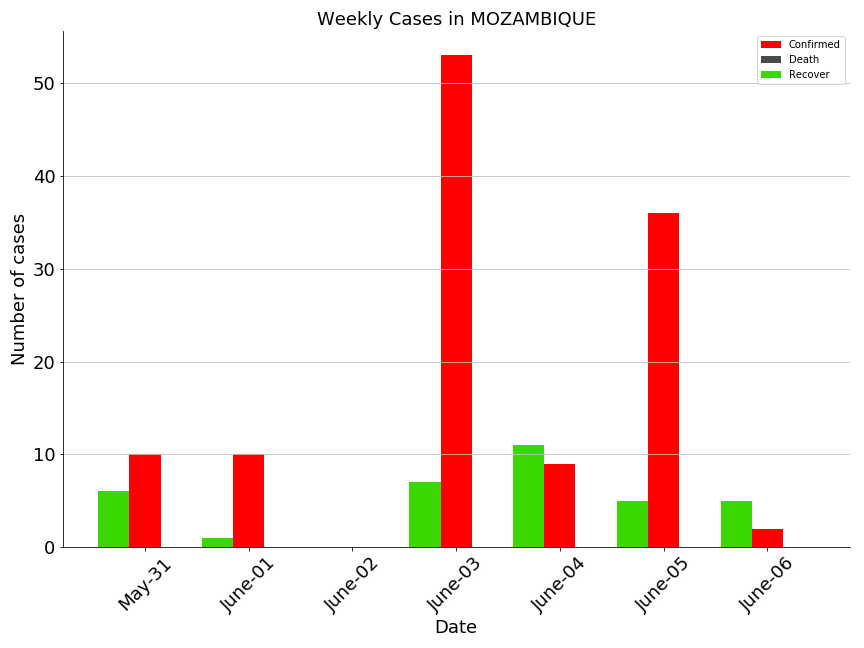 Weekly Cases in MOZAMBIQUE
Confirmed
Death
Recover
Number of cases
50
40
30
20
10
0
May-31
June-01
June-02
June-03
June-04
June-05
June-06
Date